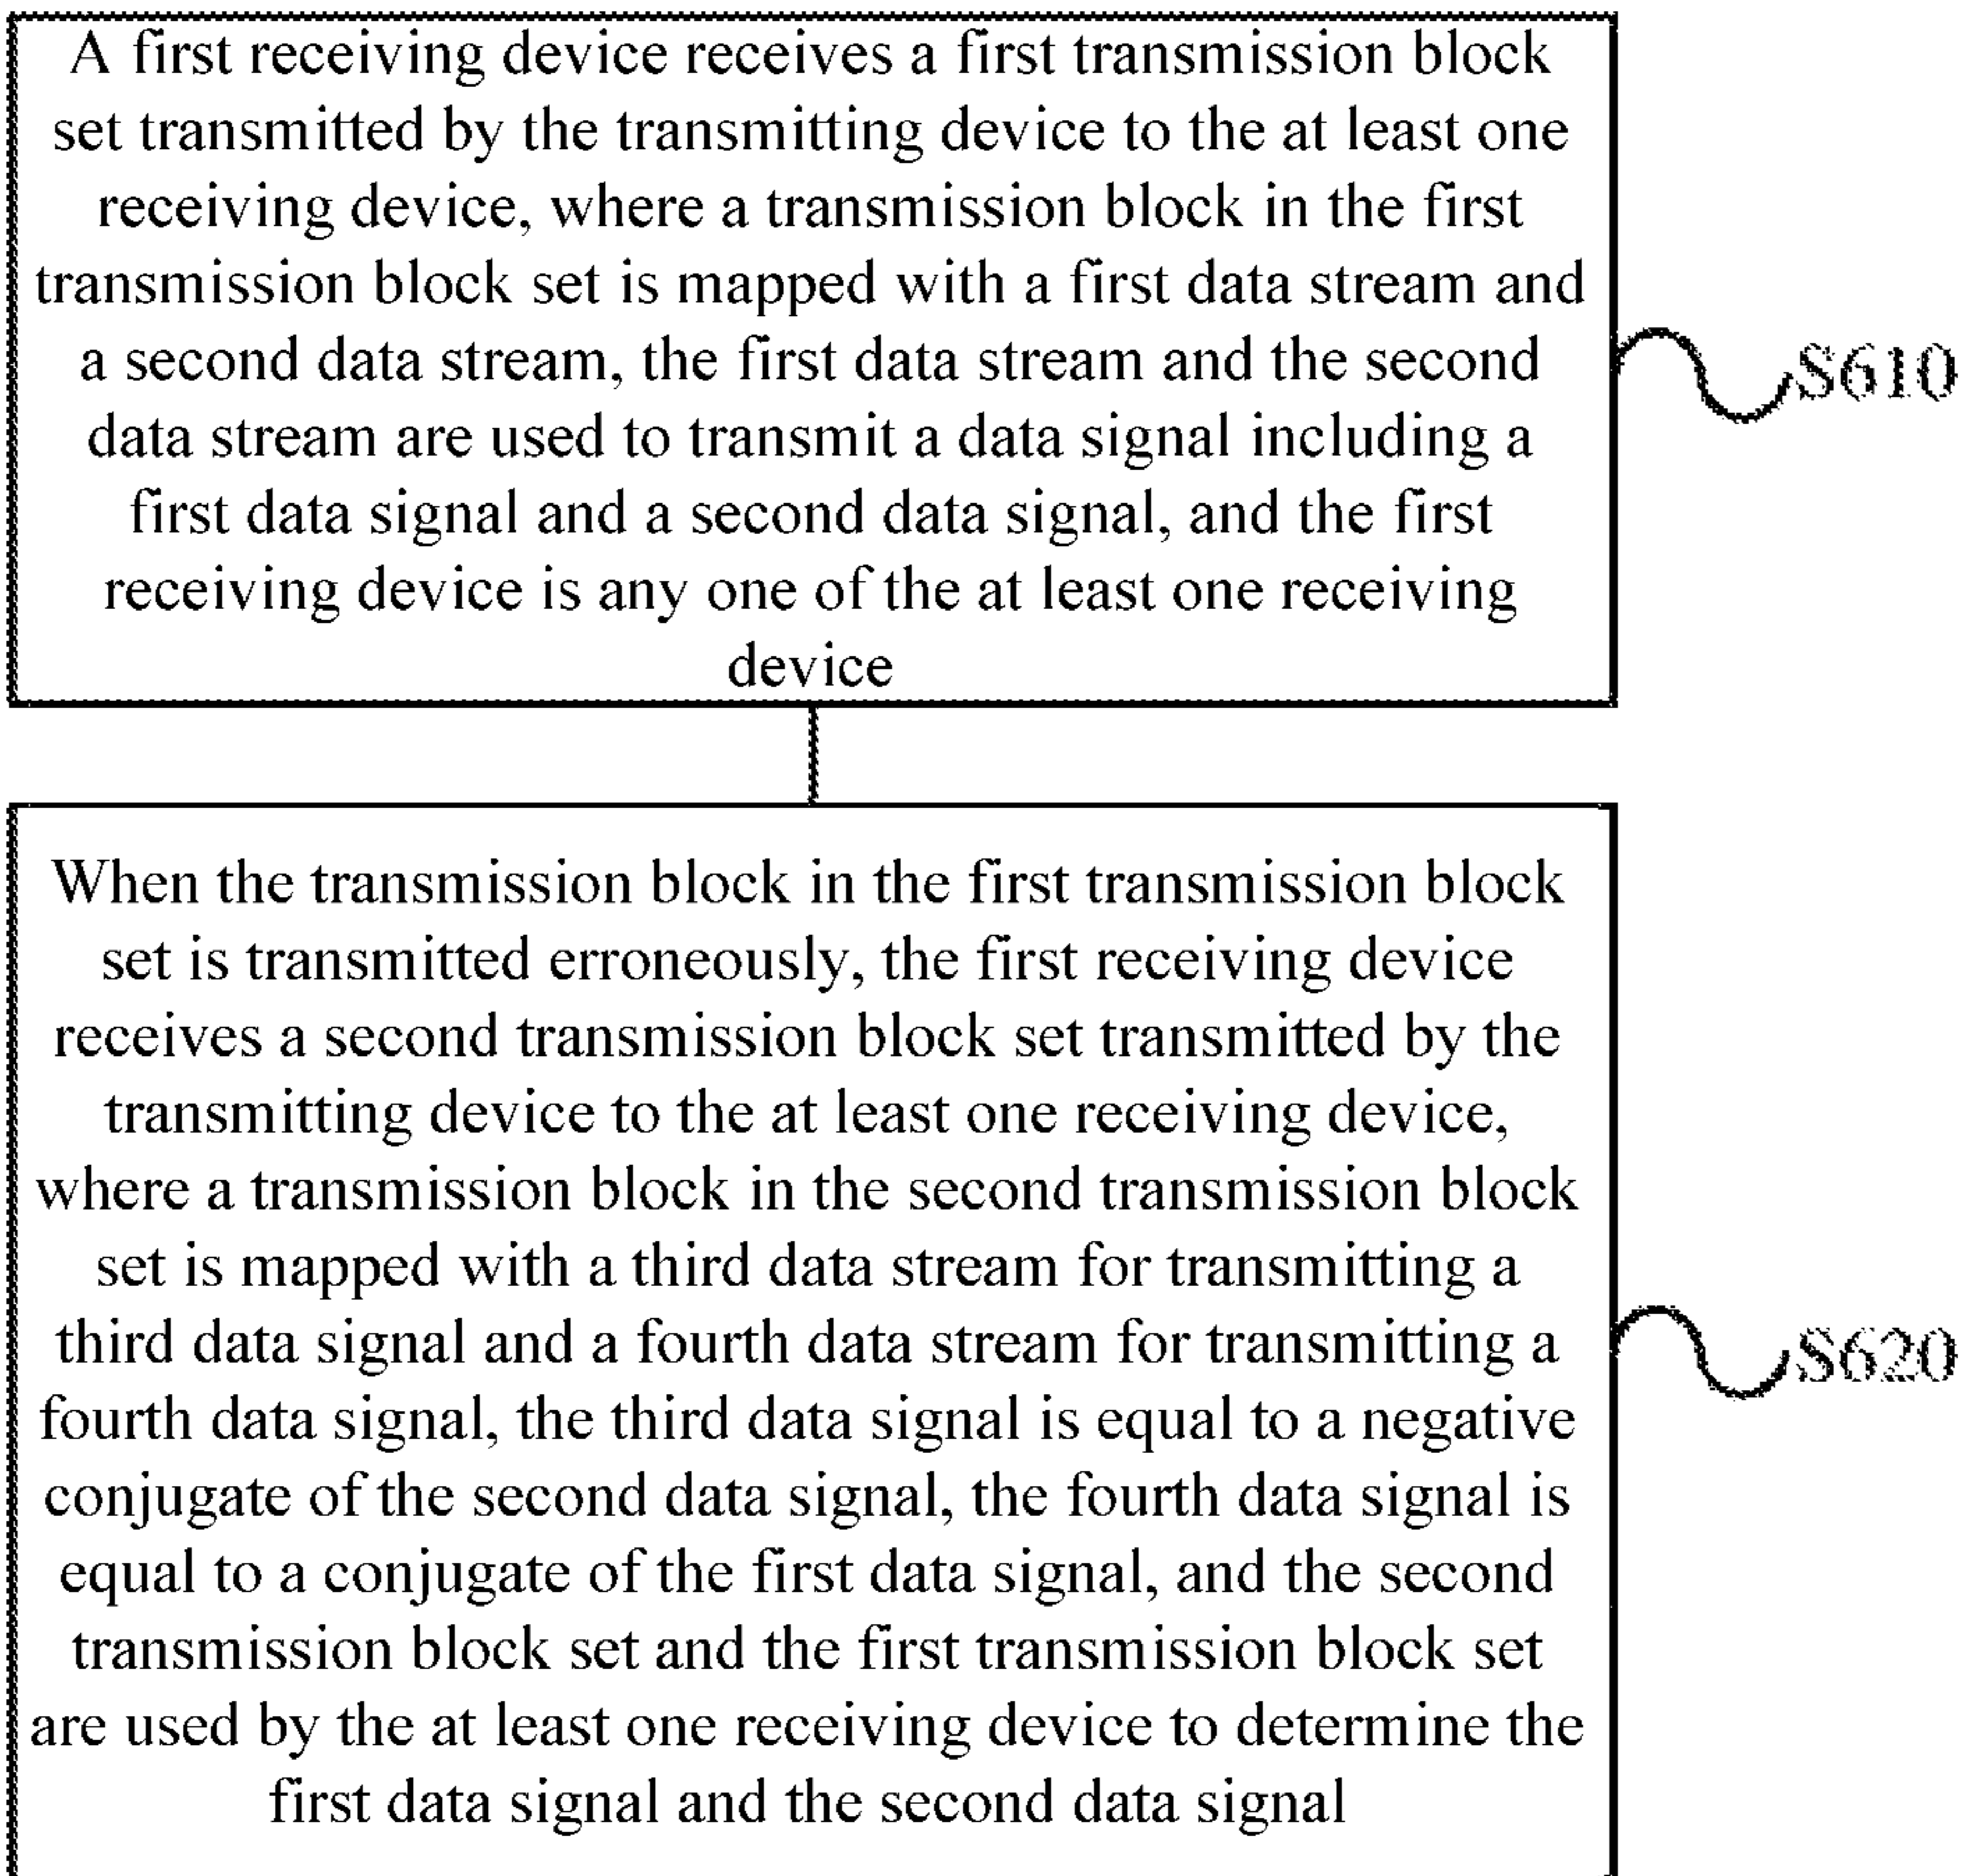 A first receiving device receives a first transmission block
set transmitted by the transmitting device to the at least one
receiving device, where a transmission block in the first
transmission block set is mapped with a first data stream and
a second data stream, the first data stream and the second
data stream are used to transmit a data signal including a
first data signal and a second data signal, and the first
receiving device is any one of the at least one receiving
device
S610
When the transmission block in the first transmission block
set is transmitted erroneously, the first receiving device
receives a second transmission block set transmitted by the
transmitting device to the at least one receiving device,
where a transmission block in the second transmission block
set is mapped with a third data stream for transmitting a
third data signal and a fourth data stream for transmitting a
fourth data signal, the third data signal is equal to a negative
conjugate of the second data signal, the fourth data signal is
equal to a conjugate of the first data signal, and the second
transmission block set and the first transmission block set
are used by the at least one receiving device to determine the
first data signal and the second data signal
S620